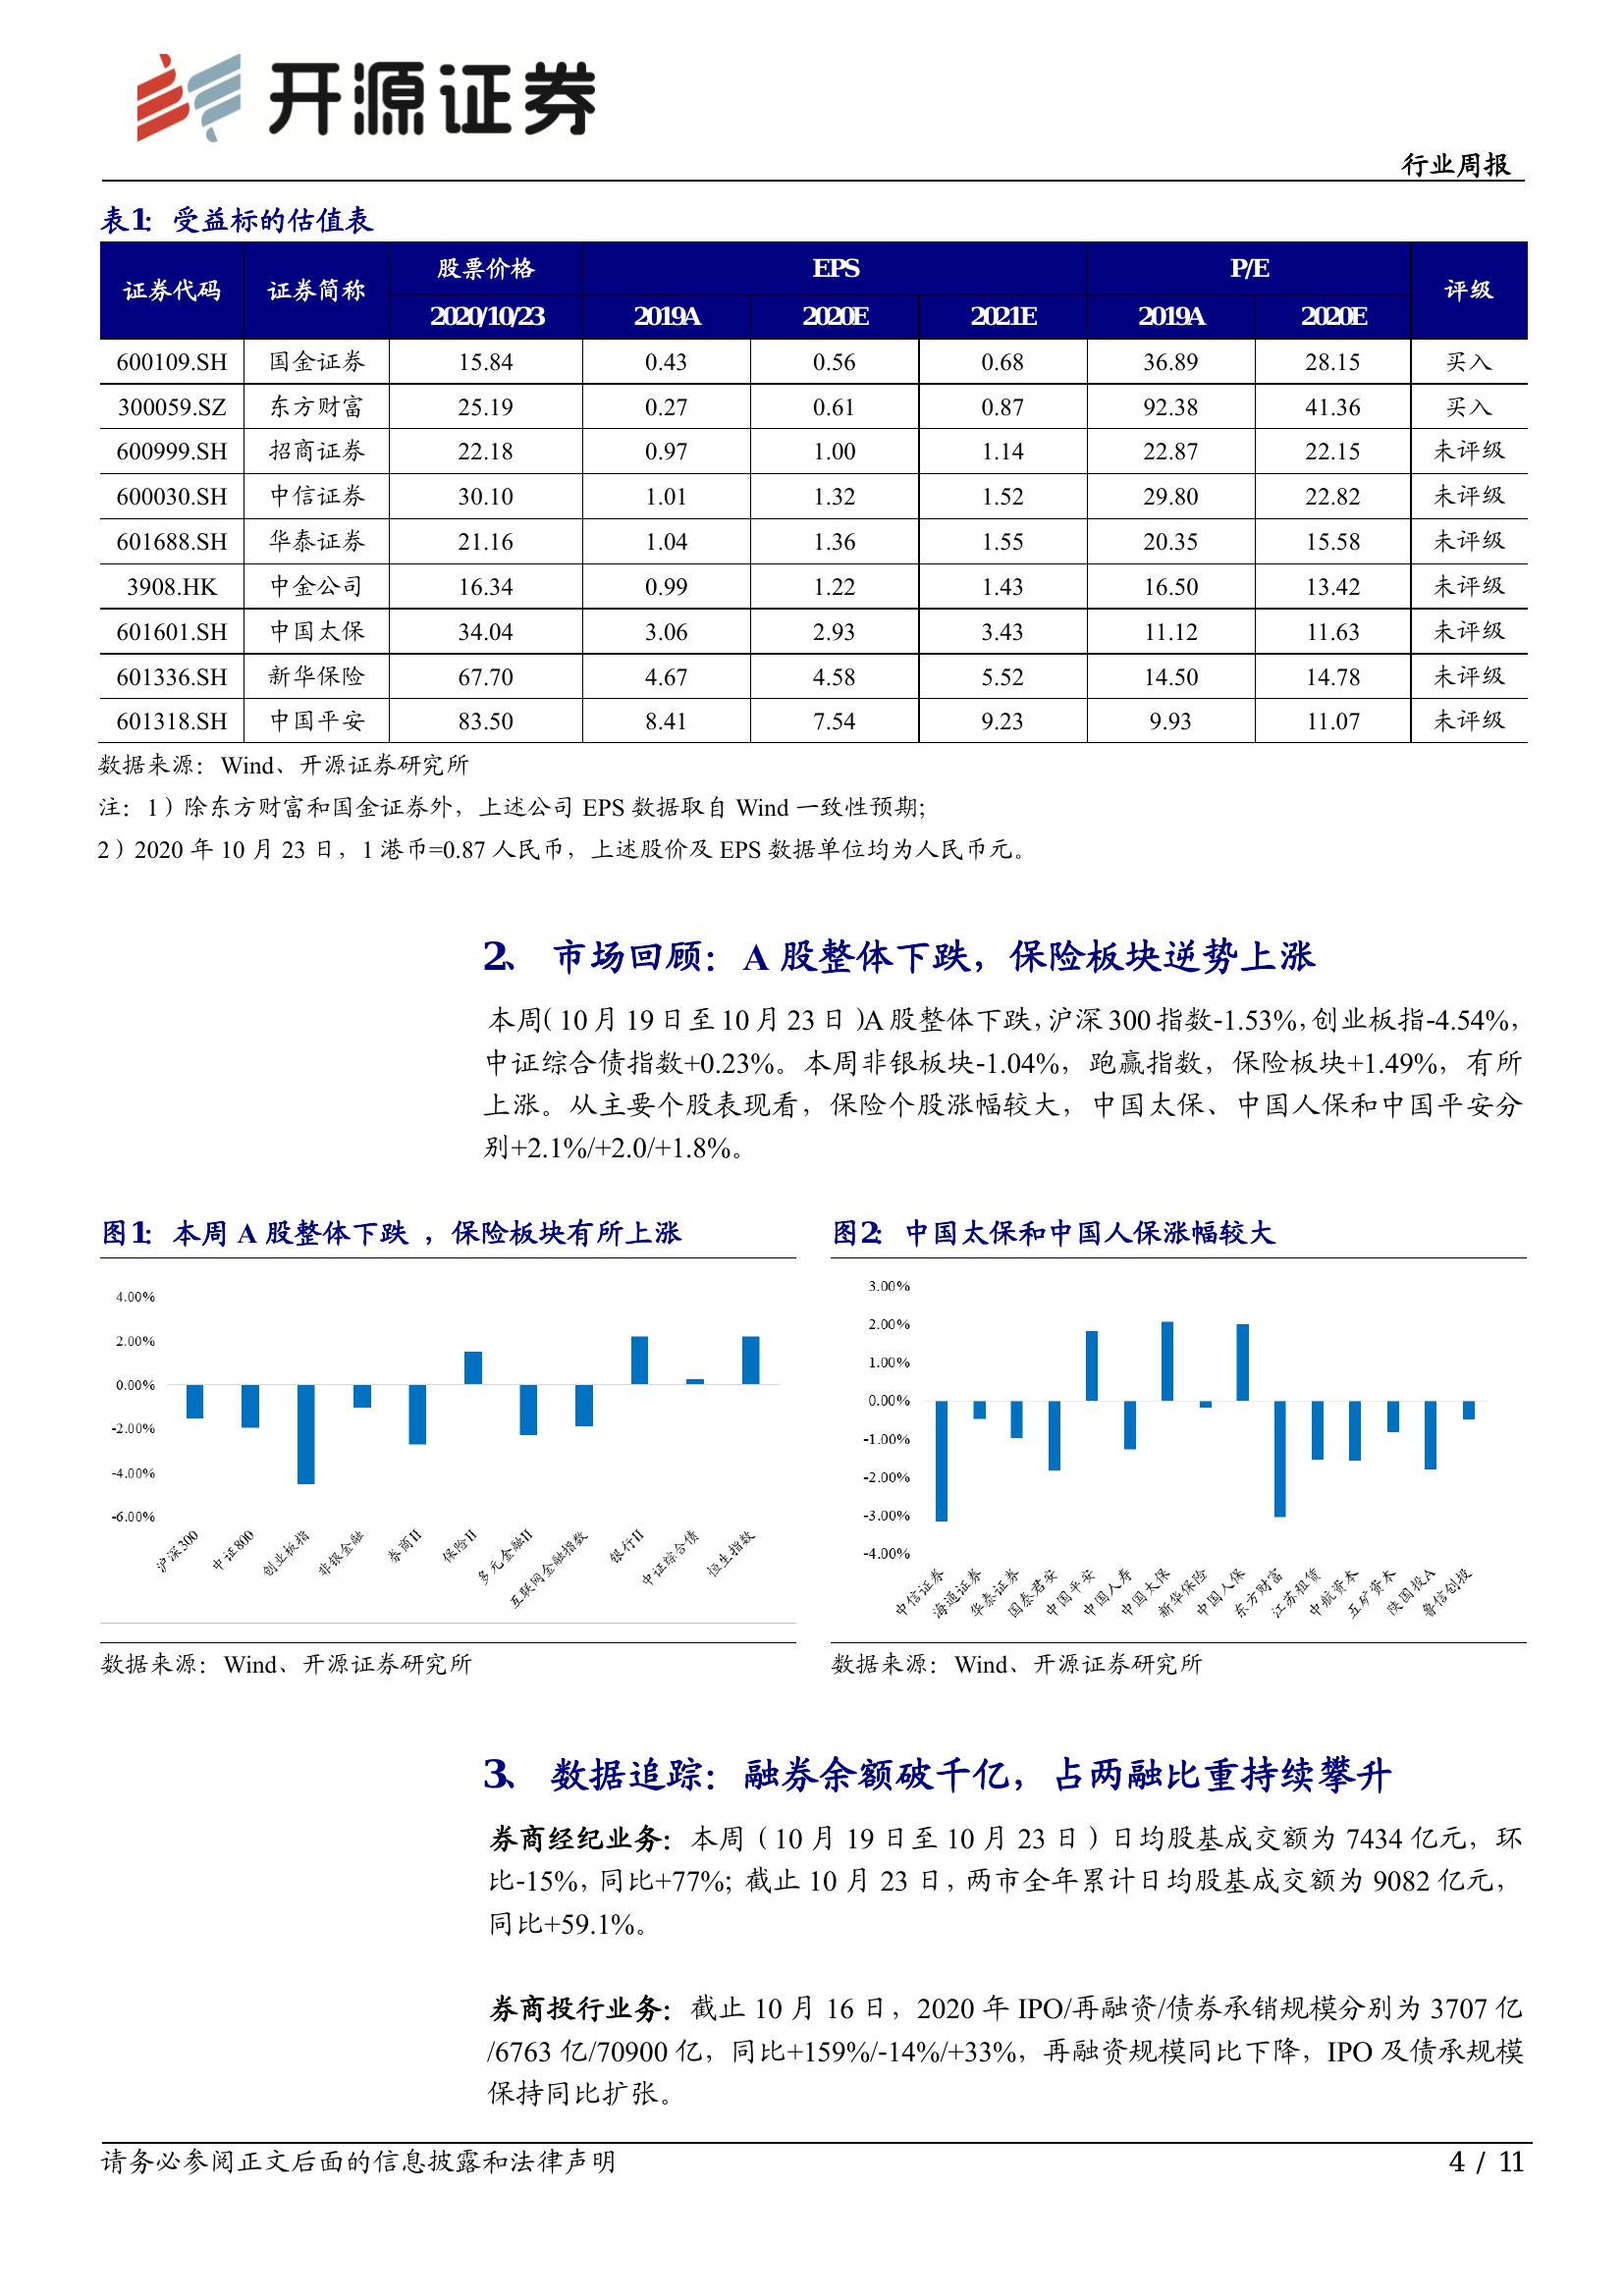 开源证券
行业周报
表1: 受益标的估值表
证券代码 证券简称 股票价格 EPS P/E 评级
2020/10/23 2019A 2020E 2021E 2019A 2020E
600109.SH 国金证券 15.84 0.43 0.56 0.68 36.89 28.15 买入
300059.SZ 东方财富 25.19 0.27 0.61 0.87 92.38 41.36 买入
600999.SH 招商证券 22.18 0.97 1.00 1.14 22.87 22.15 未评级
600030.SH 中信证券 30.10 1.01 1.32 1.52 29.80 22.82 未评级
601688.SH 华泰证券 21.16 1.04 1.36 1.55 20.35 15.58 未评级
3908.HK 中金公司 16.34 0.99 1.22 1.43 16.50 13.42 未评级
601601.SH 中国太保 34.04 3.06 2.93 3.43 11.12 11.63 未评级
601336.SH 新华保险 67.70 4.67 4.58 5.52 14.50 14.78 未评级
601318.SH 中国平安 83.50 8.41 7.54 9.23 9.93 11.07 未评级
数据来源：Wind、开源证券研究所
注：1）除东方财富和国金证券外，上述公司 EPS 数据取自 Wind 一致性预期;
2）2020 年 10 月 23 日，1 港币=0.87 人民币，上述股价及 EPS 数据单位均为人民币元。
2、 市场回顾：A 股整体下跌，保险板块逆势上涨
本周（10 月 19 日至 10 月 23 日）A 股整体下跌，沪深 300 指数-1.53%，创业板指-4.54%，
中证综合债指数+0.23%。本周非银板块-1.04%，跑赢指数，保险板块+1.49%，有所
上涨。从主要个股表现看，保险个股涨幅较大，中国太保、中国人保和中国平安分
别+2.1%/+2.0/+1.8%。
图1: 本周 A 股整体下跌 ，保险板块有所上涨
4.00%
2.00%
0.00%
-2.00%
-4.00%
-6.00%
沪深300 中证800 创业板指 非银金融 券商II 保险II 多元金融II 互联网金融指数 银行II 中证综合债 恒生指数
数据来源：Wind、开源证券研究所
图2: 中国太保和中国人保涨幅较大
3.00%
2.00%
1.00%
0.00%
-1.00%
-2.00%
-3.00%
-4.00%
中信证券 海通证券 华泰证券 国泰君安 中国平安 中国人寿 中国太保 新华保险 中国人保 东方财富 江苏租赁 中航资本 五矿资本 陕国投A 鲁信创投
数据来源：Wind、开源证券研究所
3、 数据追踪：融券余额破千亿，占两融比重持续攀升
券商经纪业务：本周（10 月 19 日至 10 月 23 日）日均股基成交额为 7434 亿元，环
比-15%，同比+77%；截止 10 月 23 日，两市全年累计日均股基成交额为 9082 亿元，
同比+59.1%。
券商投行业务：截止 10 月 16 日，2020 年 IPO/再融资/债券承销规模分别为 3707 亿
/6763 亿/70900 亿，同比+159%/-14%/+33%，再融资规模同比下降，IPO 及债承规模
保持同比扩张。
请务必参阅正文后面的信息披露和法律声明
4 / 11